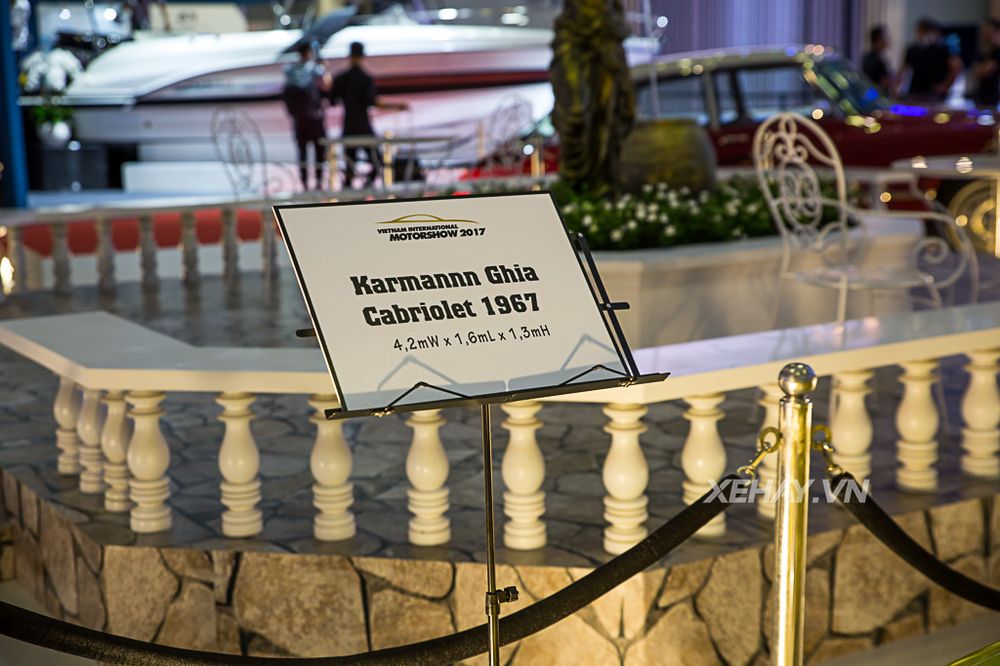 VIETNAM INTERNATIONAL
MOTORSHOW 2017
Karmannn Ghia
Cabriolet 1967
4,2mW x 1,6mL x 1,3mH
XEHAY.VN